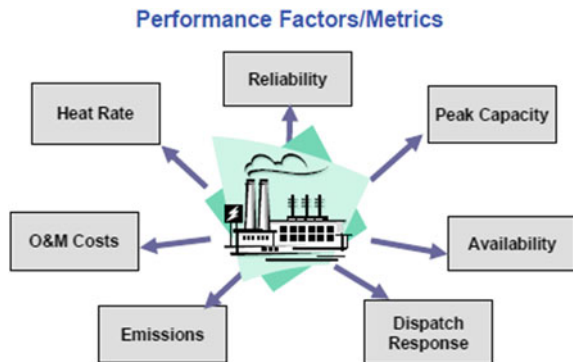 Performance Factors/Metrics
Reliability
Heat Rate
Peak Capacity
O&M Costs
Availability
Emissions
Dispatch
Response